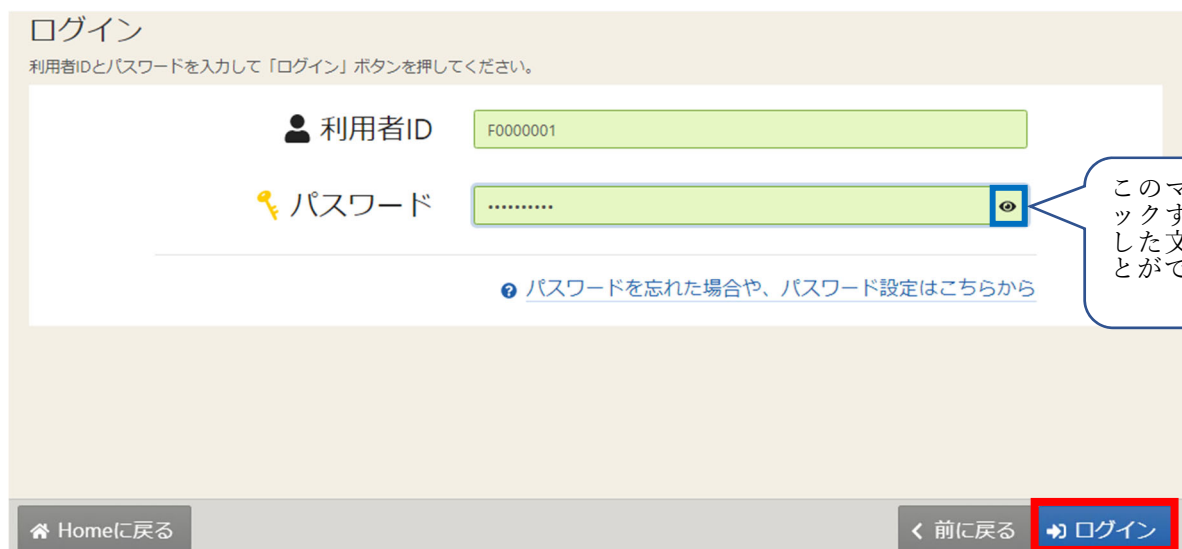 ログイン
利用者IDとパスワードを入力して「ログイン」ボタンを押してください。
利用者ID
F0000001
パスワード
••••••••••
このマ
ックす
した文
とがで
パスワードを忘れた場合や、パスワード設定はこちらから
Homeに戻る
前に戻る
ログイン